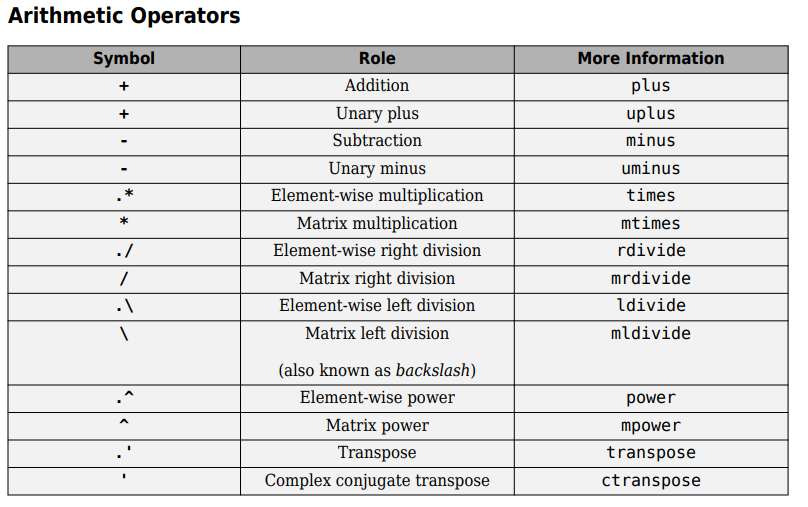 Arithmetic Operators
Symbol Role More Information
+ Addition plus
+ Unary plus uplus
- Subtraction minus
- Unary minus uminus
.* Element-wise multiplication times
* Matrix multiplication mtimes
./ Element-wise right division rdivide
/ Matrix right division mrdivide
.\ Element-wise left division ldivide
\ Matrix left division mldivide
(also known as backslash)
.^ Element-wise power power
^ Matrix power mpower
.' Transpose transpose
' Complex conjugate transpose ctranspose